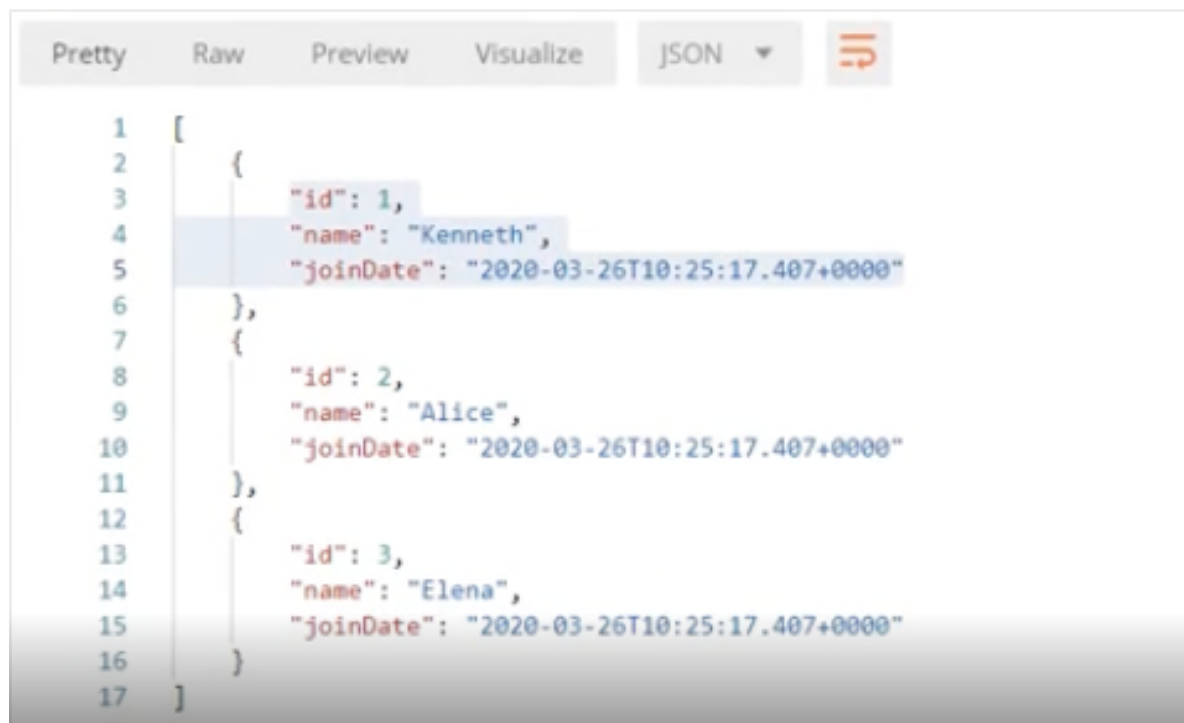 Pretty Raw Preview Visualize JSON
1 [
2 {
3 "id": 1,
4 "name": "Kenneth",
5 "joinDate": "2020-03-26T10:25:17.407+0000"
6 },
7 {
8 "id": 2,
9 "name": "Alice",
10 "joinDate": "2020-03-26T10:25:17.407+0000"
11 },
12 {
13 "id": 3,
14 "name": "Elena",
15 "joinDate": "2020-03-26T10:25:17.407+0000"
16 }
17 ]